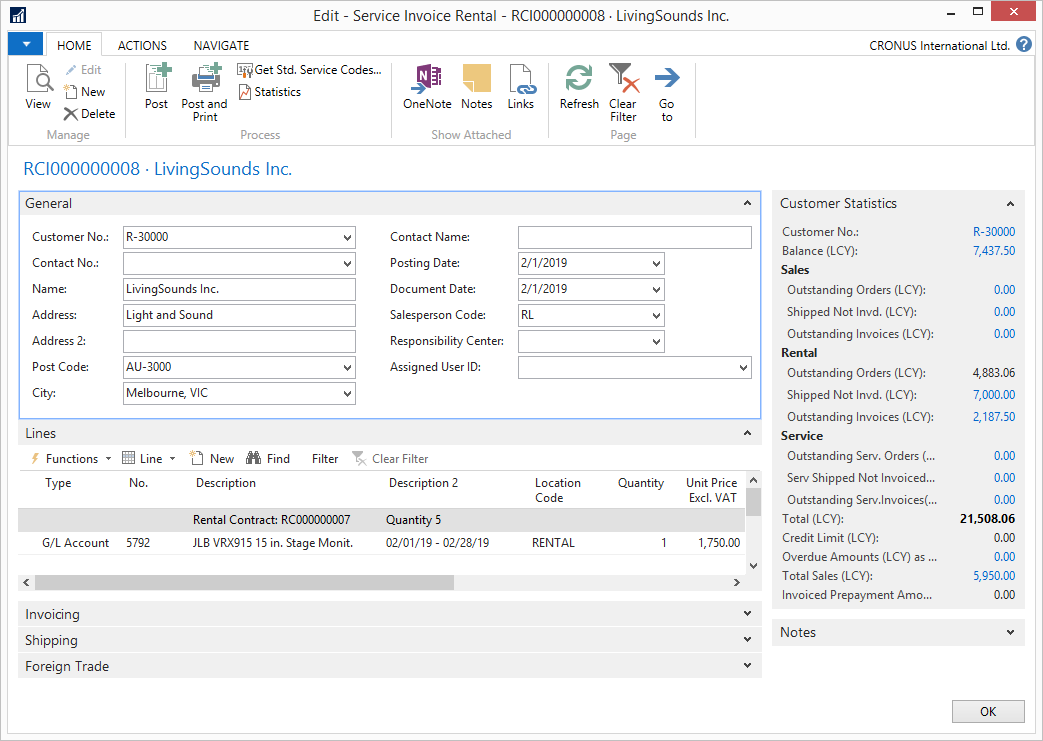 Edit - Service Invoice Rental - RCI000000008 · LivingSounds Inc.
HOME ACTIONS NAVIGATE CRONUS International Ltd. ?
View
Edit
New
Delete
Manage
Post
Post and Print
Get Std. Service Codes...
Statistics
Process
OneNote
Notes
Links
Show Attached
Refresh
Clear Filter
Go to
Page
RCI000000008 · LivingSounds Inc.
General
Customer No.: R-30000
Contact No.:
Name: LivingSounds Inc.
Address: Light and Sound
Address 2:
Post Code: AU-3000
City: Melbourne, VIC
Contact Name:
Posting Date: 2/1/2019
Document Date: 2/1/2019
Salesperson Code: RL
Responsibility Center:
Assigned User ID:
Lines
Functions Line New Find Filter Clear Filter
Type No. Description Description 2 Location Code Quantity Unit Price Excl. VAT
Rental Contract: RC000000007 Quantity 5
G/L Account 5792 JLB VRX915 15 in. Stage Monit. 02/01/19 - 02/28/19 RENTAL 1 1,750.00
Invoicing
Shipping
Foreign Trade
Customer Statistics
Customer No.: R-30000
Balance (LCY): 7,437.50
Sales
Outstanding Orders (LCY): 0.00
Shipped Not Invd. (LCY): 0.00
Outstanding Invoices (LCY): 0.00
Rental
Outstanding Orders (LCY): 4,883.06
Shipped Not Invd. (LCY): 7,000.00
Outstanding Invoices (LCY): 2,187.50
Service
Outstanding Serv. Orders (... 0.00
Serv Shipped Not Invoiced... 0.00
Outstanding Serv.Invoices(... 0.00
Total (LCY): 21,508.06
Credit Limit (LCY): 0.00
Overdue Amounts (LCY) as ... 0.00
Total Sales (LCY): 5,950.00
Invoiced Prepayment Amo... 0.00
Notes
OK